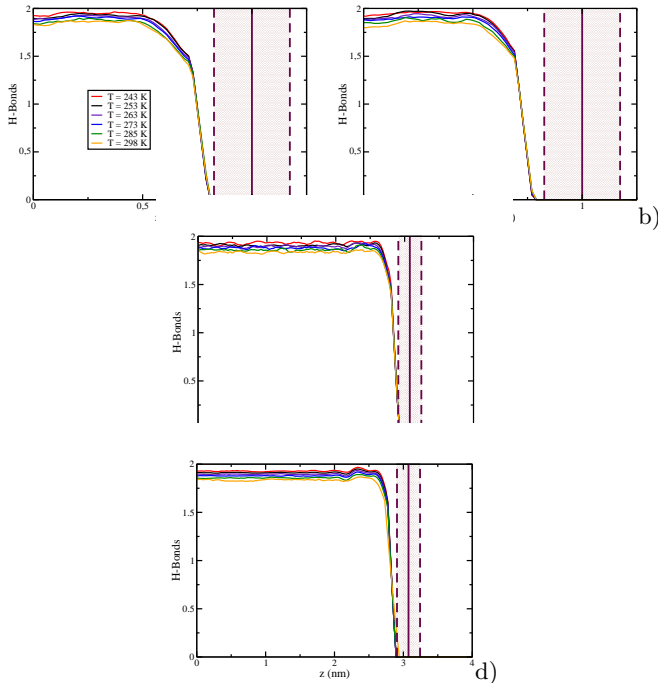 2
2
1,5
1,5
H-Bonds
H-Bonds
T = 243 K
T = 253 K
T = 263 K
T = 273 K
T = 285 K
T = 298 K
1
1
0,5
0,5
0
0
0
0,5
0
1
b)
2
1,5
H-Bonds
1
0,5
2
1,5
H-Bonds
1
0,5
0
0
1
2
3
4
z (nm)
d)